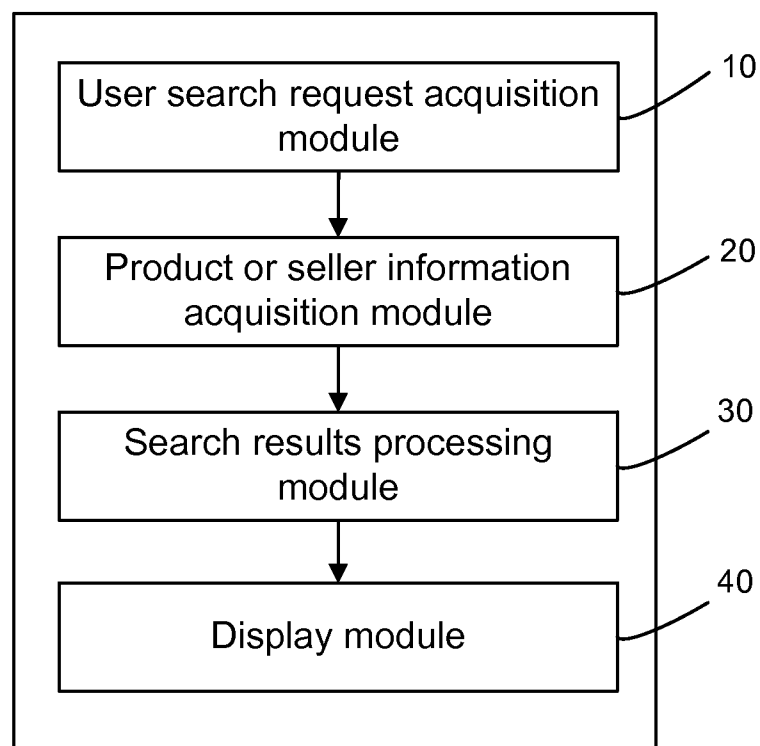 User search request acquisition
module
10
Product or seller information
acquisition module
20
Search results processing
module
30
Display module
40